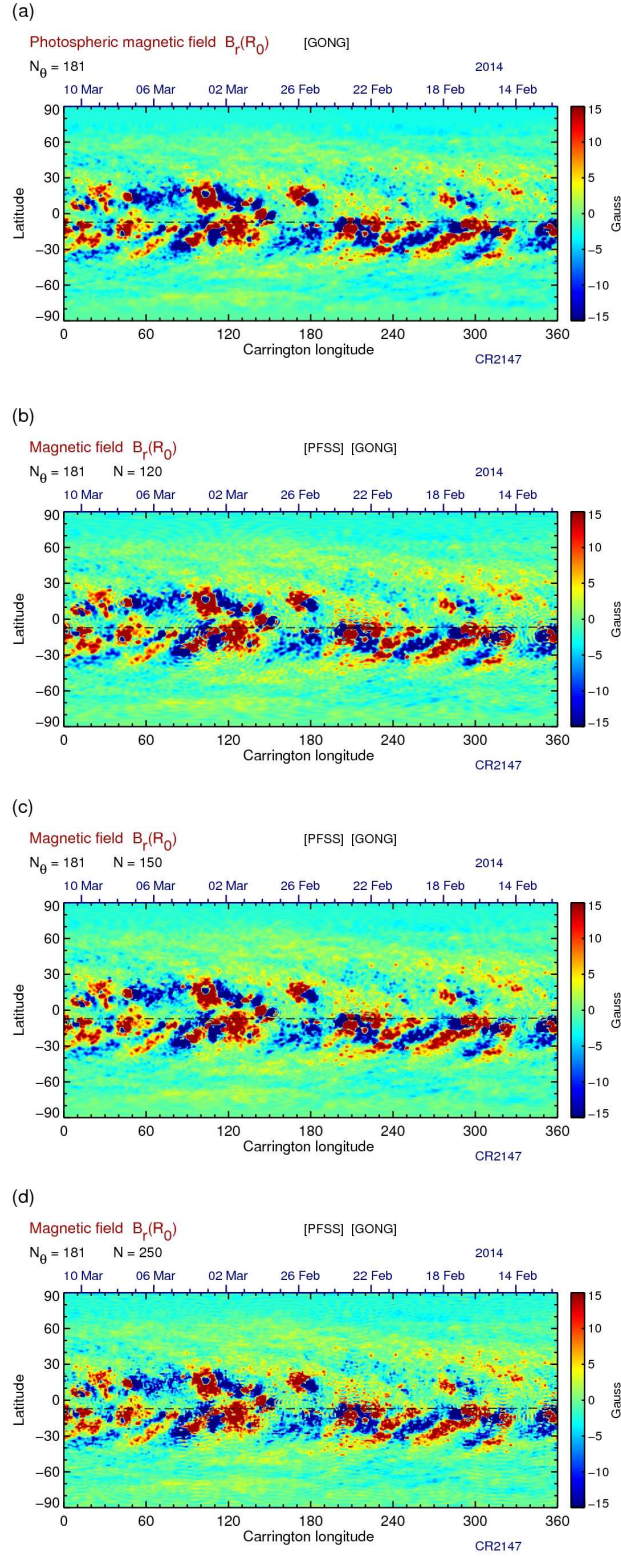 (a)
Photospheric magnetic field B_r(R_0) [GONG]
N_θ = 181 2014
10 Mar 06 Mar 02 Mar 26 Feb 22 Feb 18 Feb 14 Feb
90 15
60 10
30 5
0 0
−30 −5
−60 −10
−90 −15
Latitude
Gauss
0 60 120 180 240 300 360
Carrington longitude
CR2147
(b)
Magnetic field B_r(R_0) [PFSS] [GONG]
N_θ = 181 N = 120 2014
10 Mar 06 Mar 02 Mar 26 Feb 22 Feb 18 Feb 14 Feb
90 15
60 10
30 5
0 0
−30 −5
−60 −10
−90 −15
Latitude
Gauss
0 60 120 180 240 300 360
Carrington longitude
CR2147
(c)
Magnetic field B_r(R_0) [PFSS] [GONG]
N_θ = 181 N = 150 2014
10 Mar 06 Mar 02 Mar 26 Feb 22 Feb 18 Feb 14 Feb
90 15
60 10
30 5
0 0
−30 −5
−60 −10
−90 −15
Latitude
Gauss
0 60 120 180 240 300 360
Carrington longitude
CR2147
(d)
Magnetic field B_r(R_0) [PFSS] [GONG]
N_θ = 181 N = 250 2014
10 Mar 06 Mar 02 Mar 26 Feb 22 Feb 18 Feb 14 Feb
90 15
60 10
30 5
0 0
−30 −5
−60 −10
−90 −15
Latitude
Gauss
0 60 120 180 240 300 360
Carrington longitude
CR2147